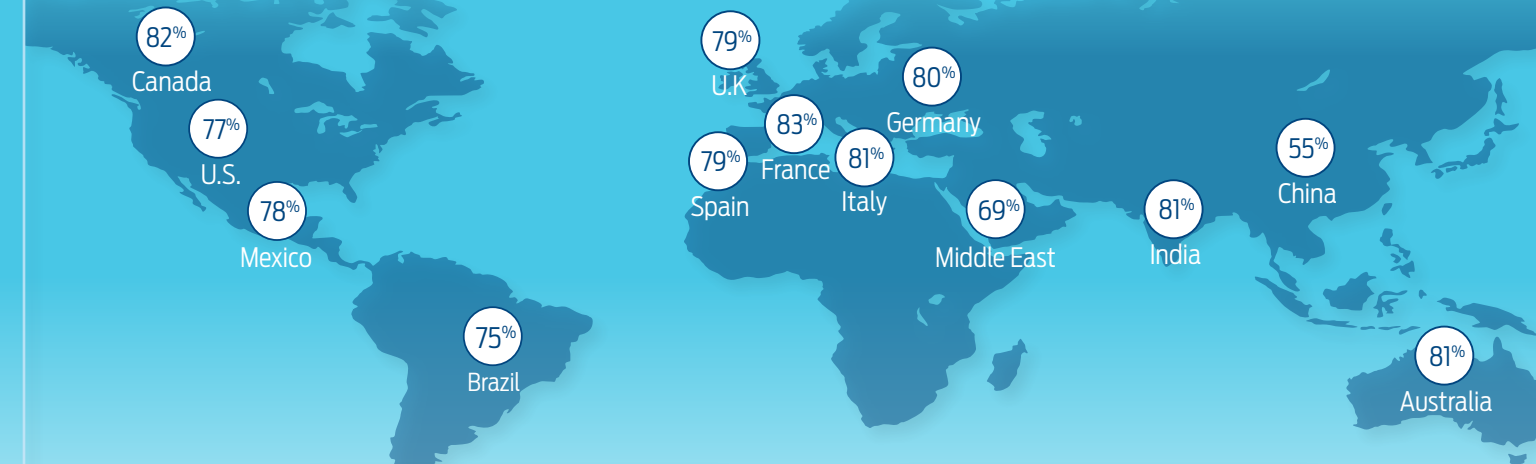 82%
Canada
77%
U.S.
78%
Mexico
75%
Brazil
79%
U.K
80%
Germany
83%
France
79%
Spain
81%
Italy
69%
Middle East
81%
India
55%
China
81%
Australia